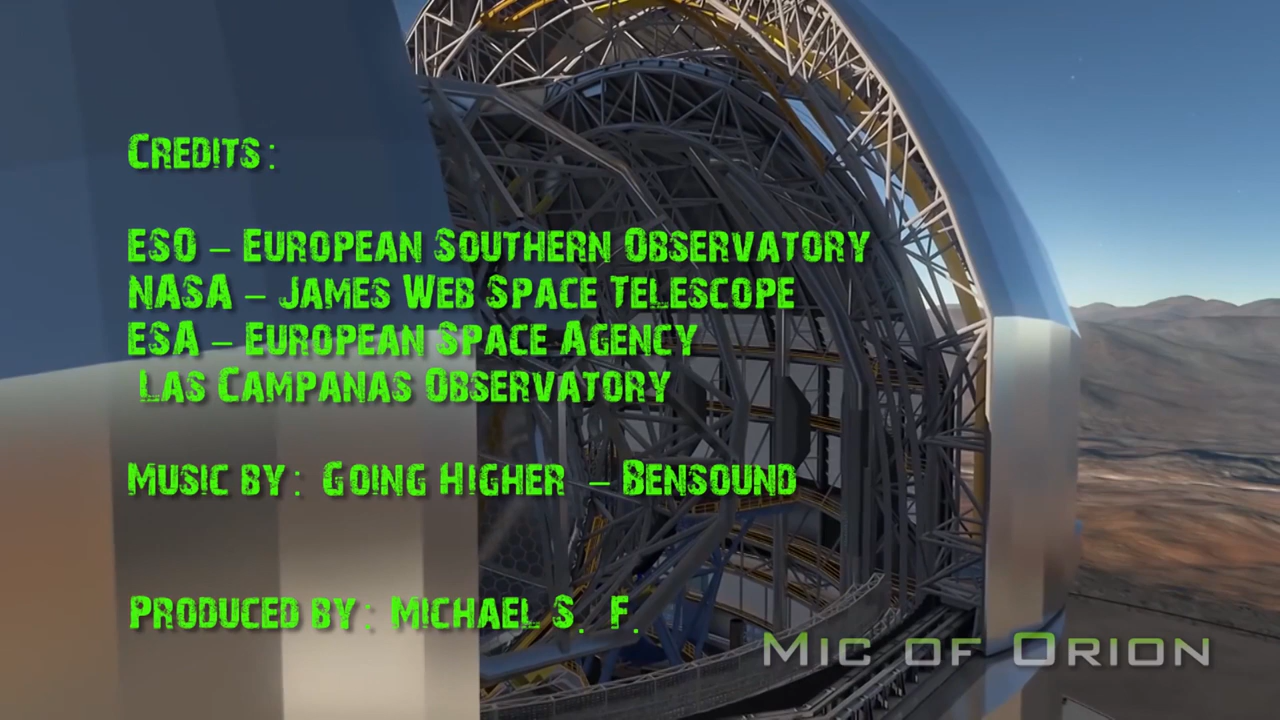 Credits:
ESO – European Southern Observatory
NASA – James Web Space Telescope
ESA – European Space Agency
Las Campanas Observatory
Music by: Going Higher – Bensound
Produced by: Michael S. F.
Mic of Orion